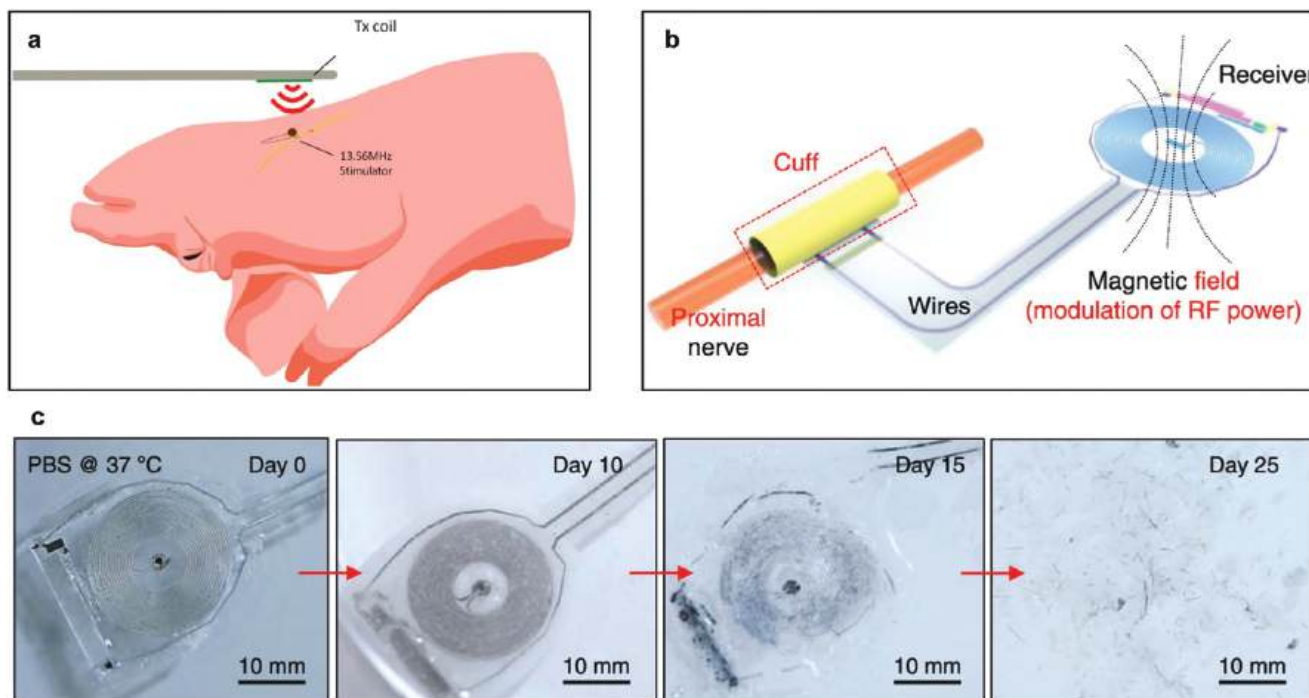 a
Tx coil
13.56MHz
Stimulator
b
Receiver
Cuff
Wires
Magnetic field
(modulation of RF power)
Proximal
nerve
c
PBS @ 37 °C
Day 0
10 mm
Day 10
10 mm
Day 15
10 mm
Day 25
10 mm